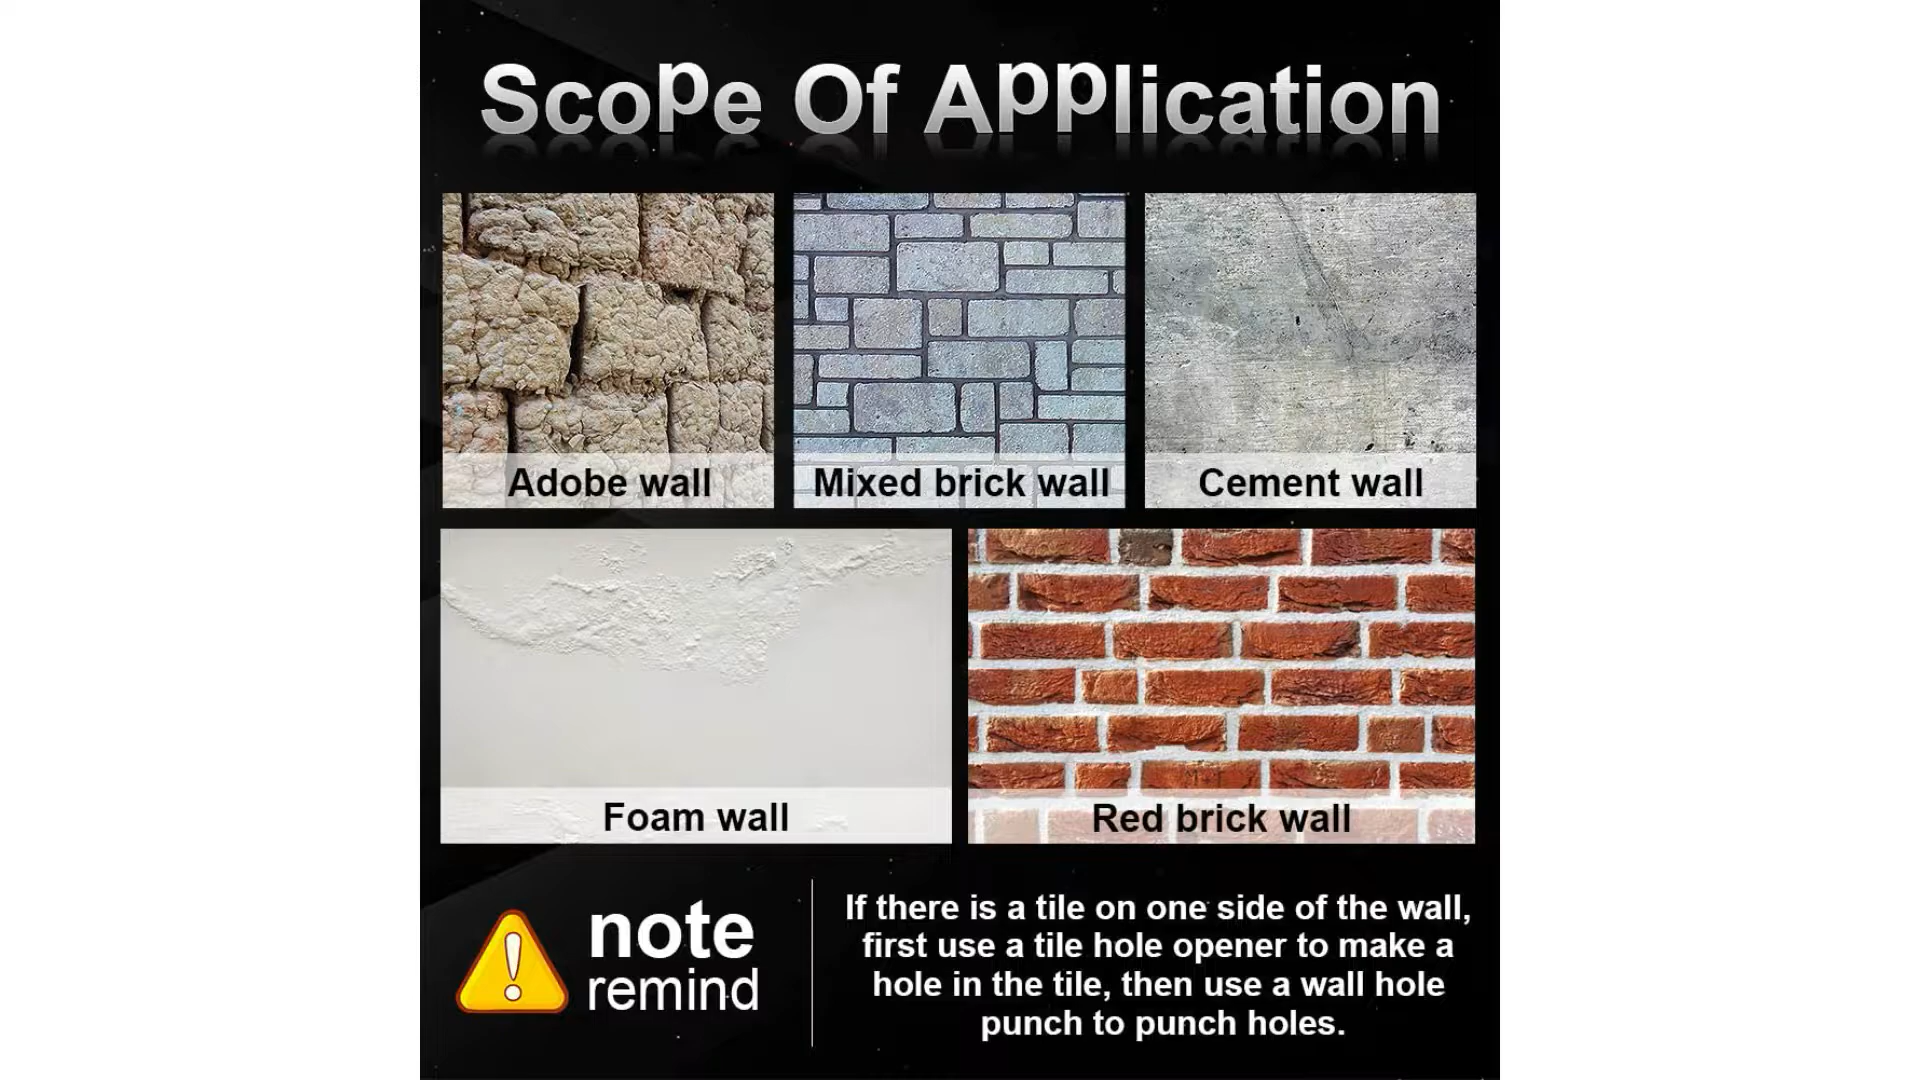 Scope Of Application
Adobe wall
Mixed brick wall
Cement wall
Foam wall
Red brick wall
note
remind
If there is a tile on one side of the wall,
first use a tile hole opener to make a
hole in the tile, then use a wall hole
punch to punch holes.